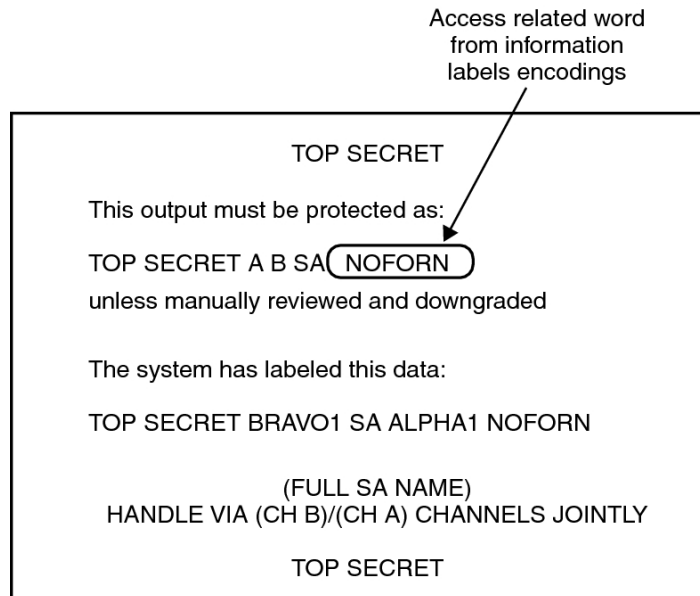 Access related word
from information
labels encodings
TOP SECRET
This output must be protected as:
TOP SECRET A B SA NOFORN
unless manually reviewed and downgraded
The system has labeled this data:
TOP SECRET BRAVO1 SA ALPHA1 NOFORN
(FULL SA NAME)
HANDLE VIA (CH B)/(CH A) CHANNELS JOINTLY
TOP SECRET